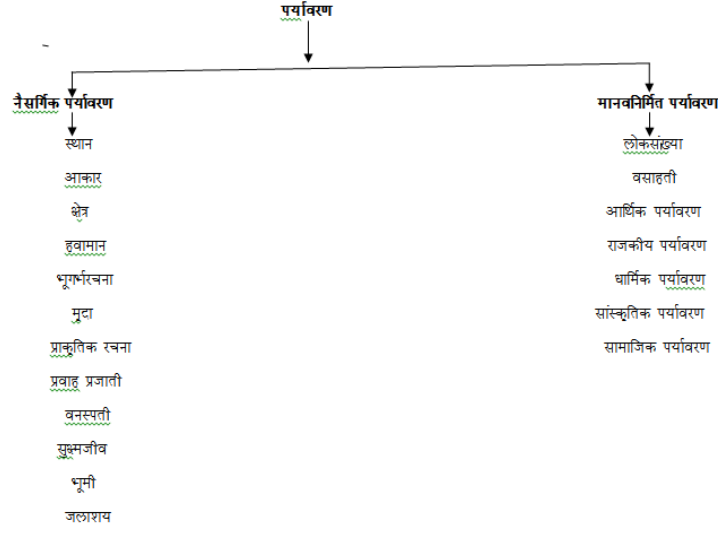 पर्यावरण
नैसर्गिक पर्यावरण
मानवनिर्मित पर्यावरण
स्थान
आकार
क्षेत्र
हवामान
भूगर्भरचना
मृदा
प्राकृतिक रचना
प्रवाह प्रजाती
वनस्पती
सुक्ष्मजीव
भूमी
जलाशय
लोकसंख्या
वसाहती
आर्थिक पर्यावरण
राजकीय पर्यावरण
धार्मिक पर्यावरण
सांस्कृतिक पर्यावरण
सामाजिक पर्यावरण